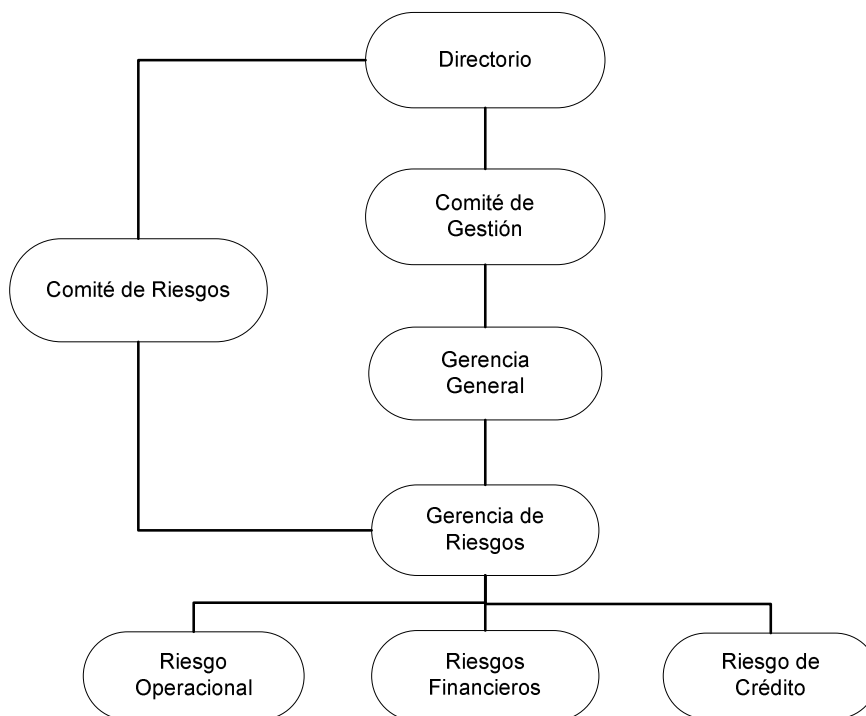 Directorio
Comité de
Gestión
Comité de Riesgos
Gerencia
General
Gerencia de
Riesgos
Riesgo
Operacional
Riesgos
Financieros
Riesgo de
Crédito